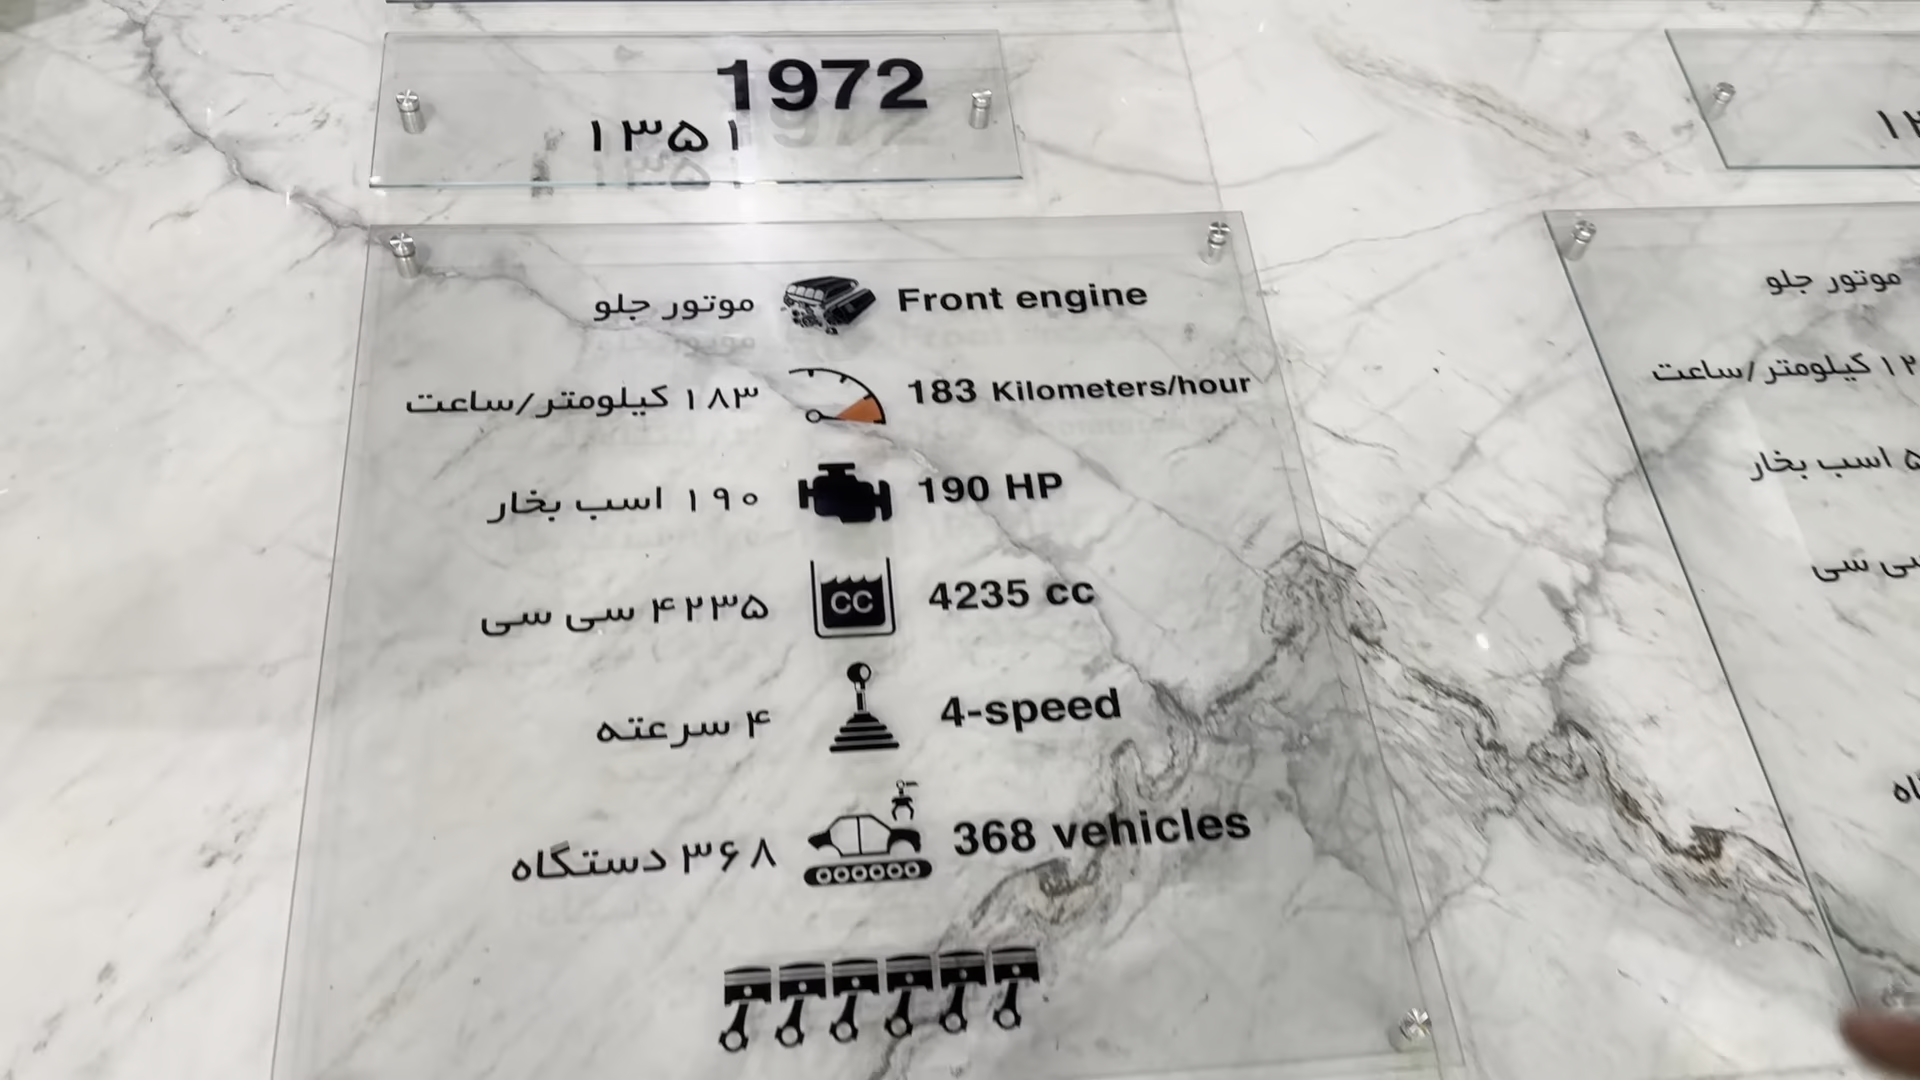 1972
۱۳۵۱
موتور جلو Front engine
۱۸۳ کیلومتر/ساعت 183 Kilometers/hour
۱۹۰ اسب بخار 190 HP
۴۲۳۵ سی سی CC 4235 cc
۴ سرعته 4-speed
۳۶۸ دستگاه 368 vehicles
موتور جلو
کیلومتر/ساعت
اسب بخار
سی سی